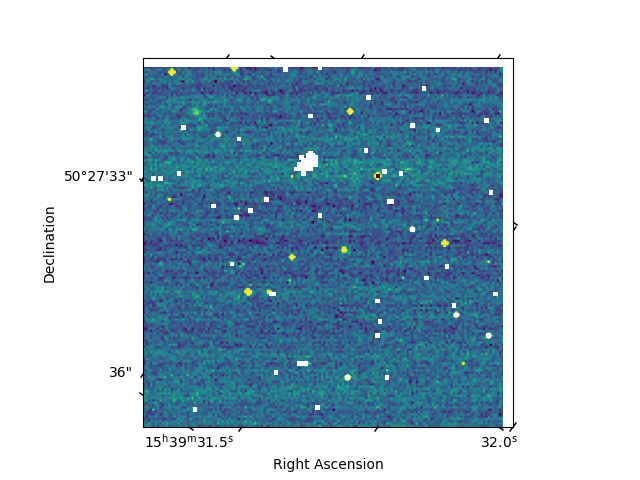 50°27'33"
Declination
36"
15ʰ39ᵐ31.5ˢ
32.0ˢ
Right Ascension